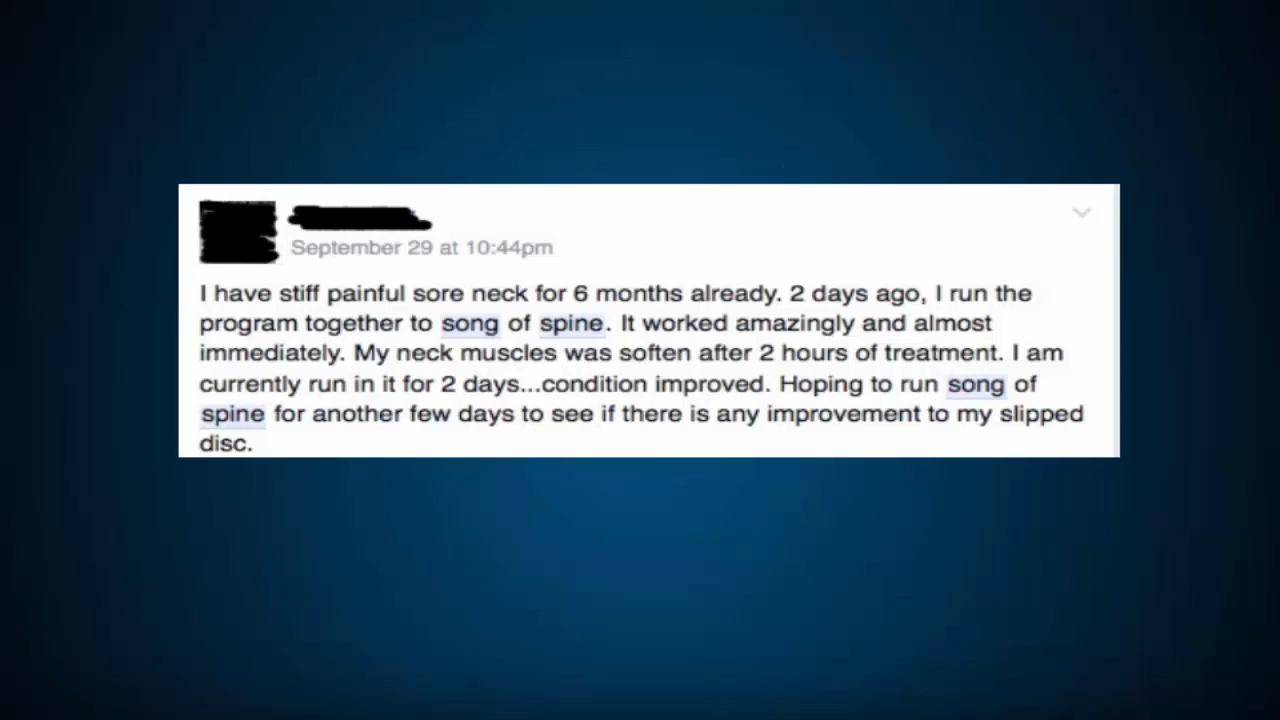 September 29 at 10:44pm
I have stiff painful sore neck for 6 months already. 2 days ago, I run the
program together to song of spine. It worked amazingly and almost
immediately. My neck muscles was soften after 2 hours of treatment. I am
currently run in it for 2 days...condition improved. Hoping to run song of
spine for another few days to see if there is any improvement to my slipped
disc.